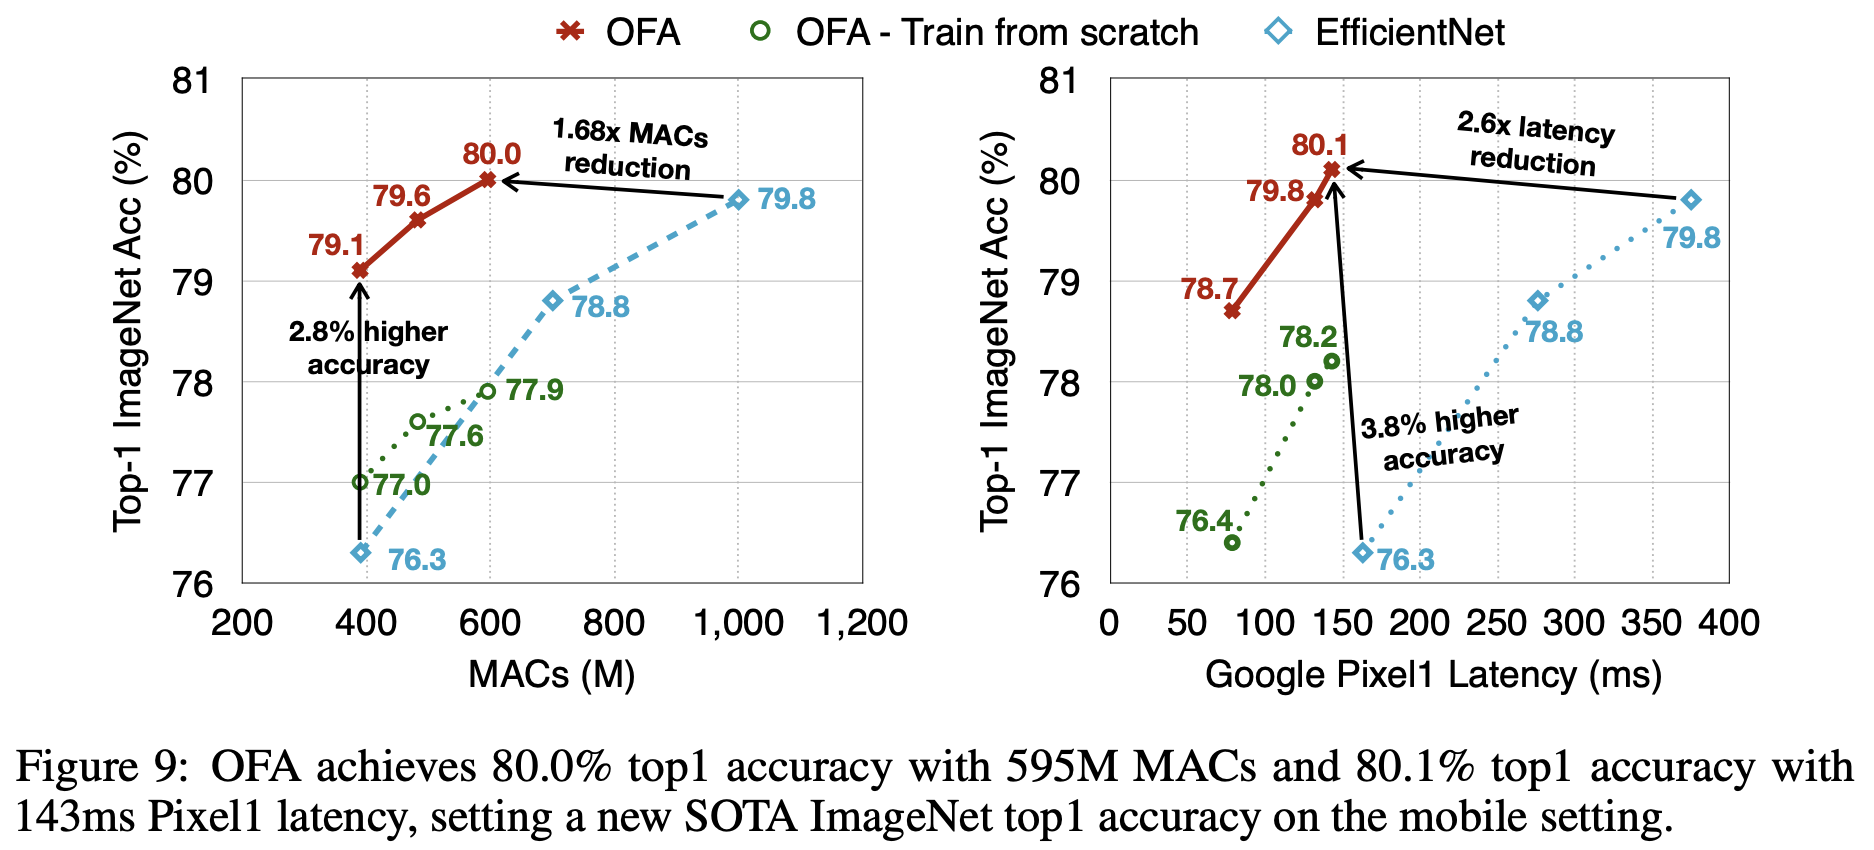 OFA OFA - Train from scratch EfficientNet
Top-1 ImageNet Acc (%)
81
80
79
78
77
76
200 400 600 800 1,000 1,200
MACs (M)
79.1
79.6
80.0
1.68x MACs
reduction
79.8
78.8
2.8% higher
accuracy
77.9
77.6
77.0
76.3
Top-1 ImageNet Acc (%)
81
80
79
78
77
76
0 50 100 150 200 250 300 350 400
Google Pixel1 Latency (ms)
80.1
79.8
78.7
2.6x latency
reduction
79.8
78.8
78.2
78.0
76.4
3.8% higher
accuracy
76.3
Figure 9: OFA achieves 80.0% top1 accuracy with 595M MACs and 80.1% top1 accuracy with
143ms Pixel1 latency, setting a new SOTA ImageNet top1 accuracy on the mobile setting.